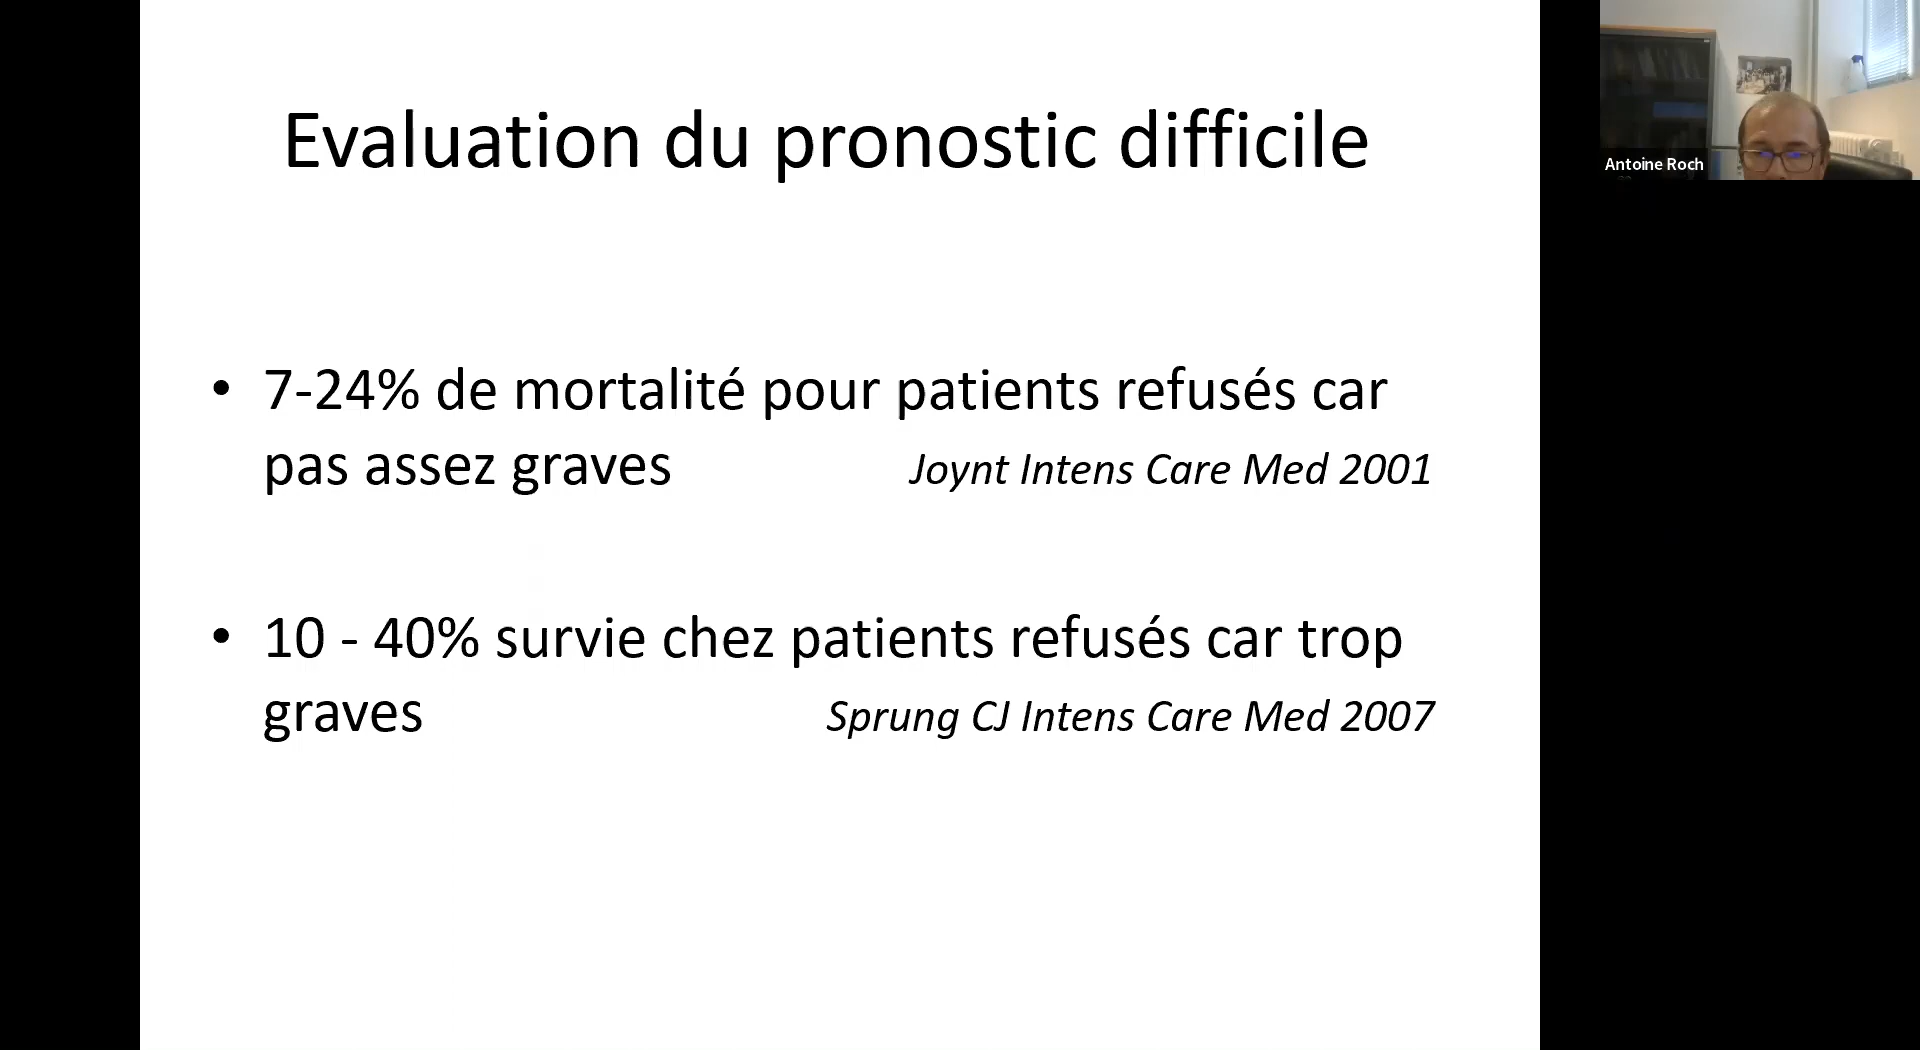 Evaluation du pronostic difficile
• 7-24% de mortalité pour patients refusés car
pas assez graves Joynt Intens Care Med 2001
• 10 - 40% survie chez patients refusés car trop
graves Sprung CJ Intens Care Med 2007
Antoine Roch